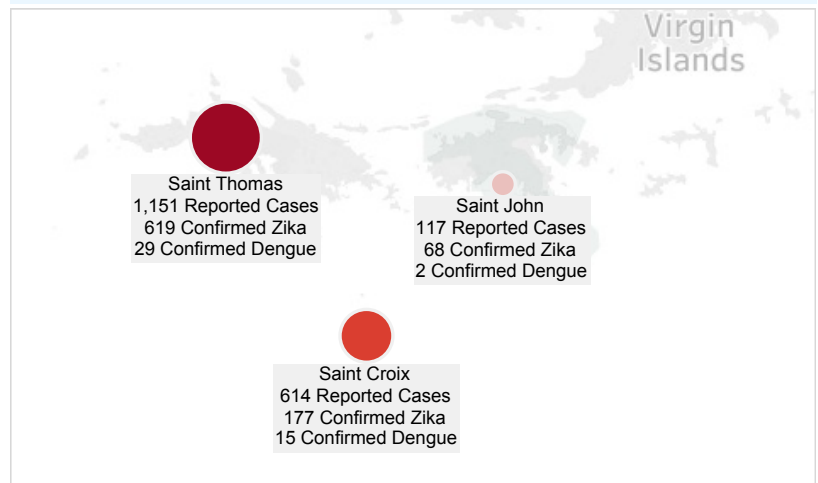 Virgin
Islands
Saint Thomas
1,151 Reported Cases
619 Confirmed Zika
29 Confirmed Dengue
Saint John
117 Reported Cases
68 Confirmed Zika
2 Confirmed Dengue
Saint Croix
614 Reported Cases
177 Confirmed Zika
15 Confirmed Dengue